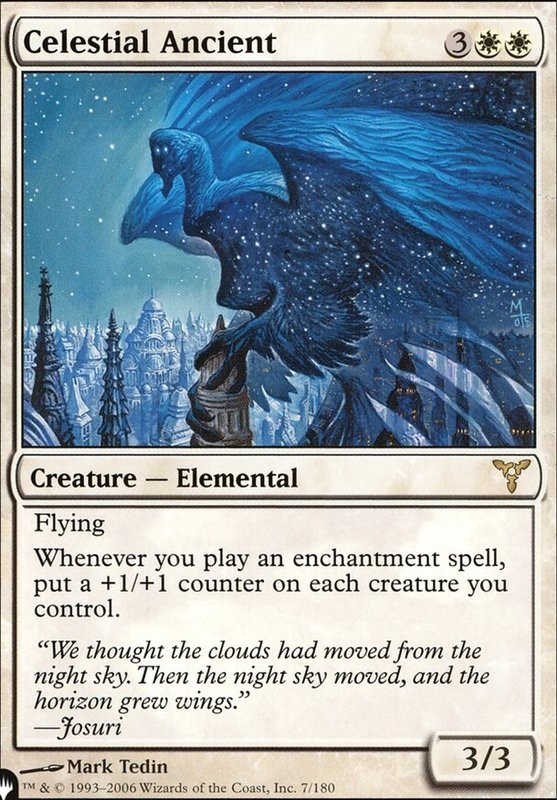 Celestial Ancient 3
Creature — Elemental
Flying
Whenever you play an enchantment spell,
put a +1/+1 counter on each creature you
control.
“We thought the clouds had moved from the
night sky. Then the night sky moved, and the
horizon grew wings.”
—Josuri
3/3
Mark Tedin
™ & © 1993–2006 Wizards of the Coast, Inc. 7/180